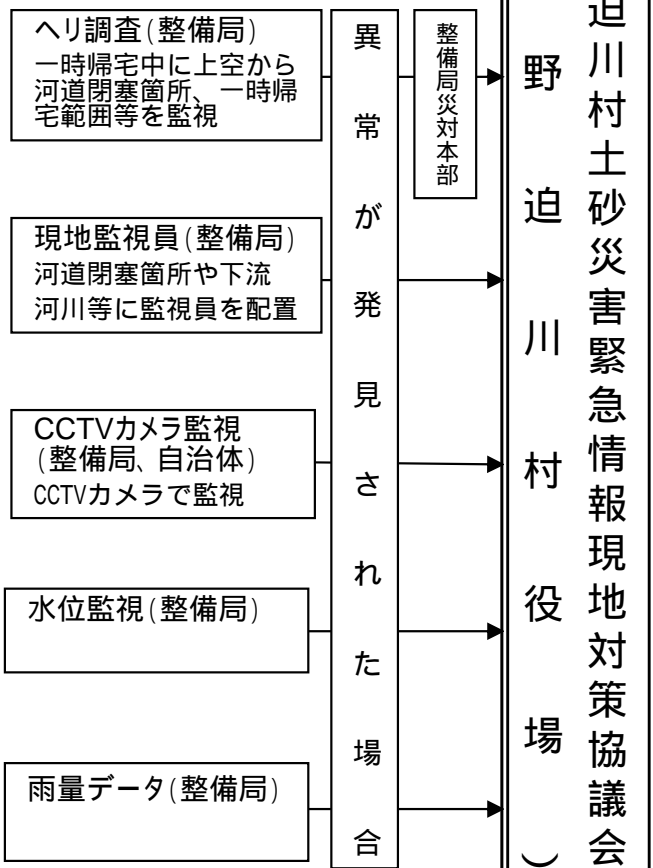 ヘリ調査(整備局)
一時帰宅中に上空から
河道閉塞箇所、一時帰
宅範囲等を監視
現地監視員(整備局)
河道閉塞箇所や下流
河川等に監視員を配置
CCTVカメラ監視
(整備局、自治体)
CCTVカメラで監視
水位監視(整備局)
雨量データ(整備局)
異常が発見された場合
整備局災対本部
迫川村土砂災害緊急情報現地対策協議会
野迫川村役場)